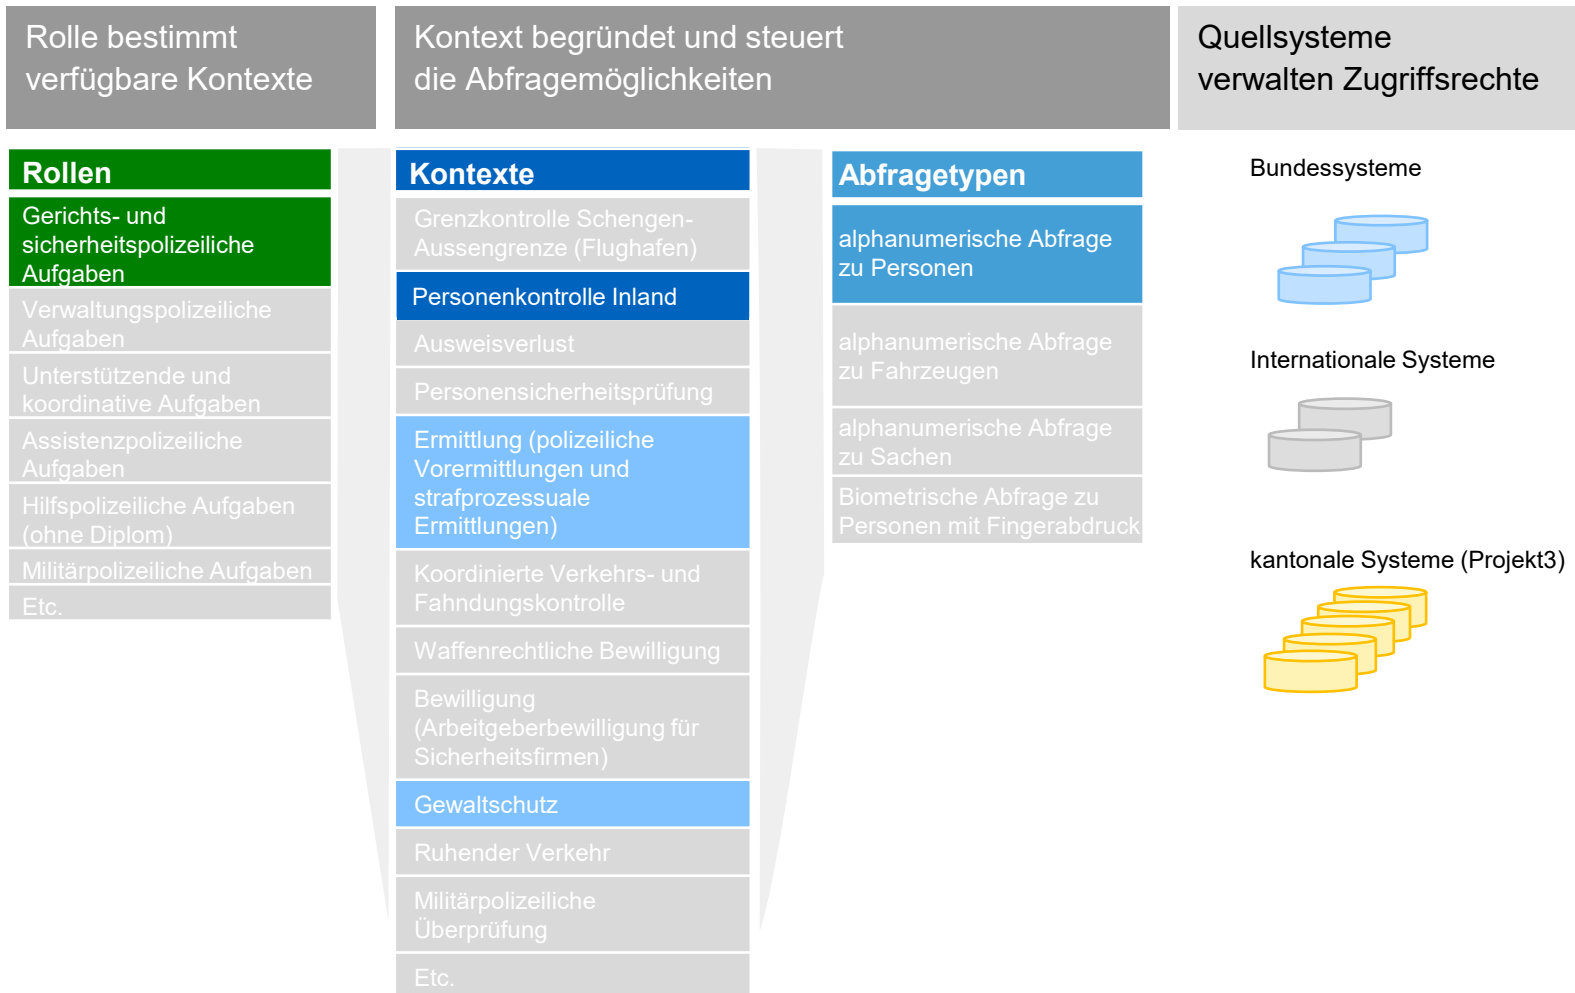 Rolle bestimmt
verfügbare Kontexte
Kontext begründet und steuert
die Abfragemöglichkeiten
Quellsysteme
verwalten Zugriffsrechte
Rollen
Gerichts- und
sicherheitspolizeiliche
Aufgaben
Verwaltungspolizeiliche
Aufgaben
Unterstützende und
koordinative Aufgaben
Assistenzpolizeiliche
Aufgaben
Hilfspolizeiliche Aufgaben
(ohne Diplom)
Militärpolizeiliche Aufgaben
Etc.
Kontexte
Grenzkontrolle Schengen-
Aussengrenze (Flughafen)
Personenkontrolle Inland
Ausweisverlust
Personensicherheitsprüfung
Ermittlung (polizeiliche
Vorermittlungen und
strafprozessuale
Ermittlungen)
Koordinierte Verkehrs- und
Fahndungskontrolle
Waffenrechtliche Bewilligung
Bewilligung
(Arbeitgeberbewilligung für
Sicherheitsfirmen)
Gewaltschutz
Ruhender Verkehr
Militärpolizeiliche
Überprüfung
Etc.
Abfragetypen
alphanumerische Abfrage
zu Personen
alphanumerische Abfrage
zu Fahrzeugen
alphanumerische Abfrage
zu Sachen
Biometrische Abfrage zu
Personen mit Fingerabdruck
Bundessysteme
Internationale Systeme
kantonale Systeme (Projekt3)